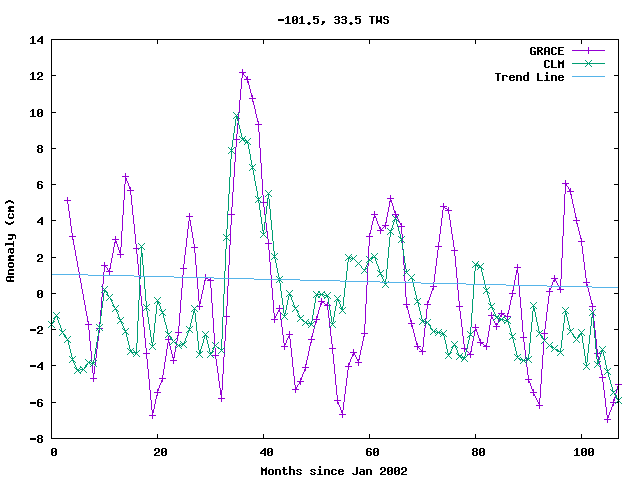 -101.5, 33.5 TWS
14
12
10
8
6
4
2
0
-2
-4
-6
-8
0 20 40 60 80 100
GRACE
CLM
Trend Line
Anomaly (cm)
Months since Jan 2002